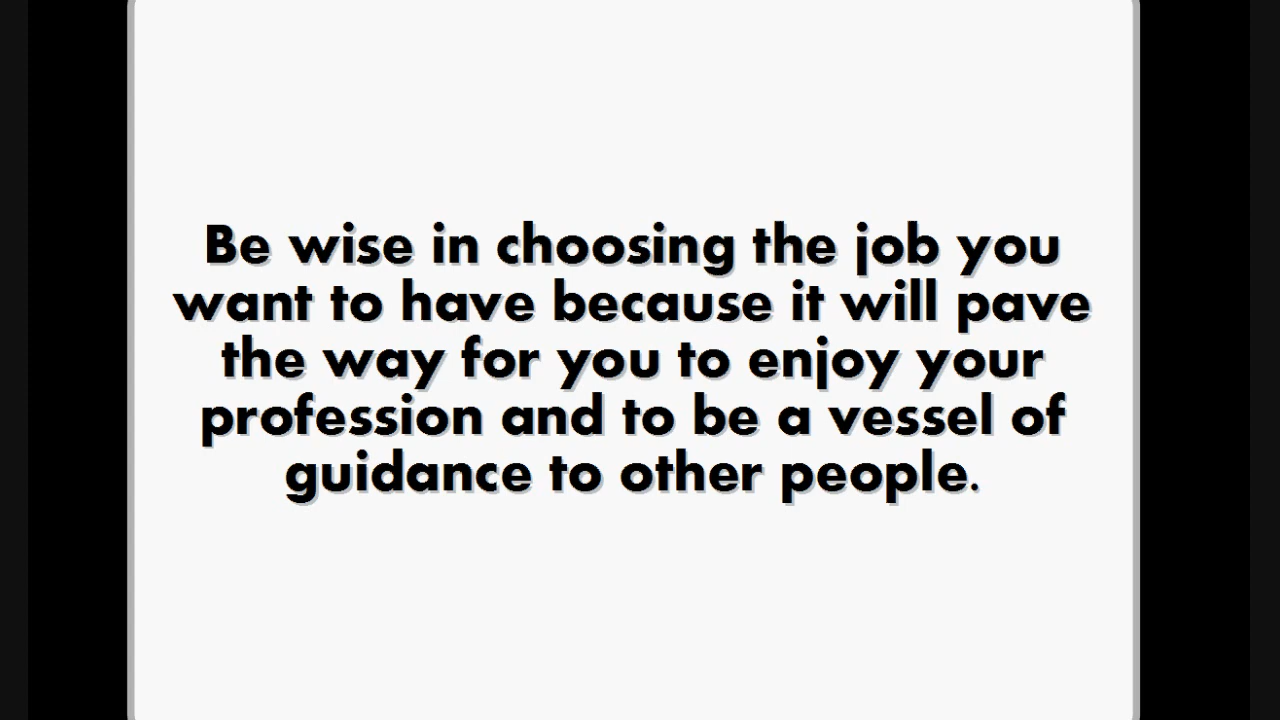 Be wise in choosing the job you
want to have because it will pave
the way for you to enjoy your
profession and to be a vessel of
guidance to other people.